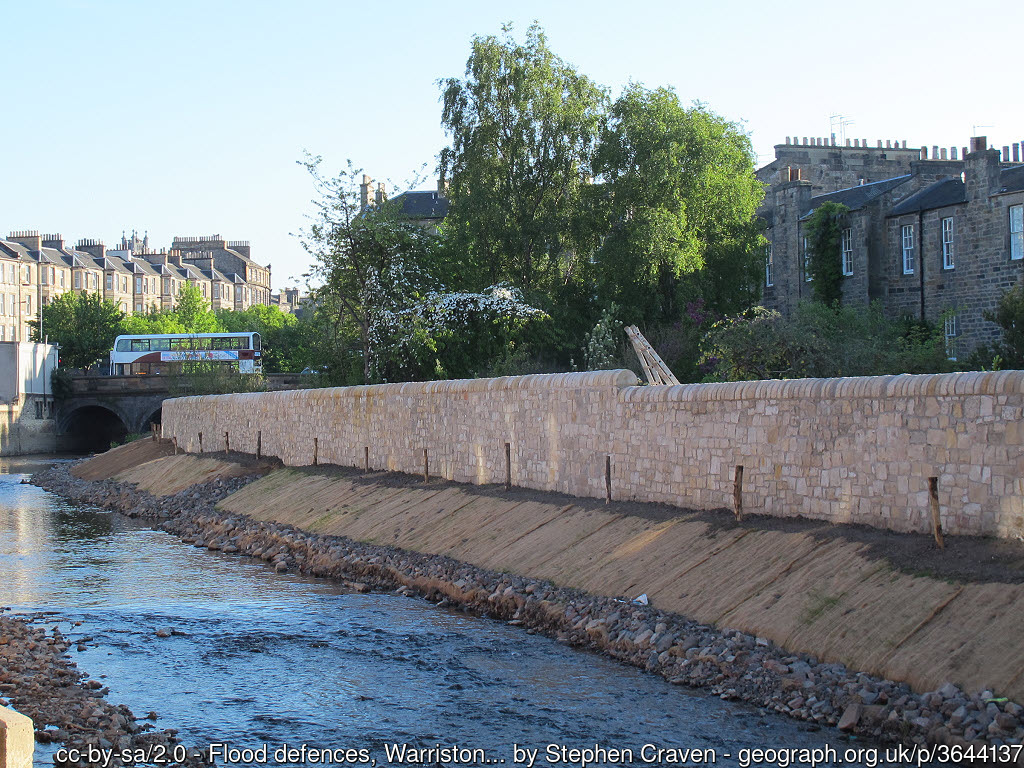 cc-by-sa/2.0 - Flood defences, Warriston... by Stephen Craven - geograph.org.uk/p/3644137